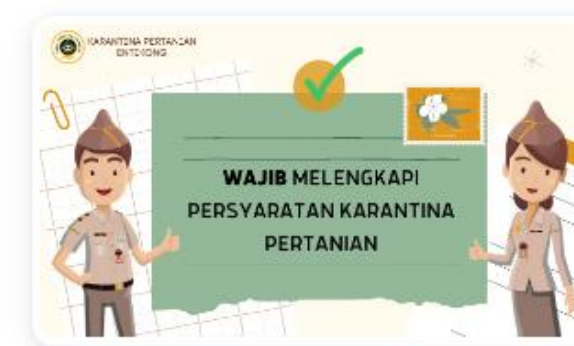 KARANTINA PERTANIAN
ENTIKONG
WAJIB MELENGKAPI
PERSYARATAN KARANTINA
PERTANIAN